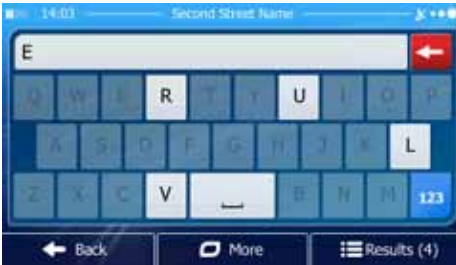 14:03 Second Street Name
E
Q W E R T Y U I O P
A S D F G H J K L
Z X C V B N M 123
Back More Results (4)